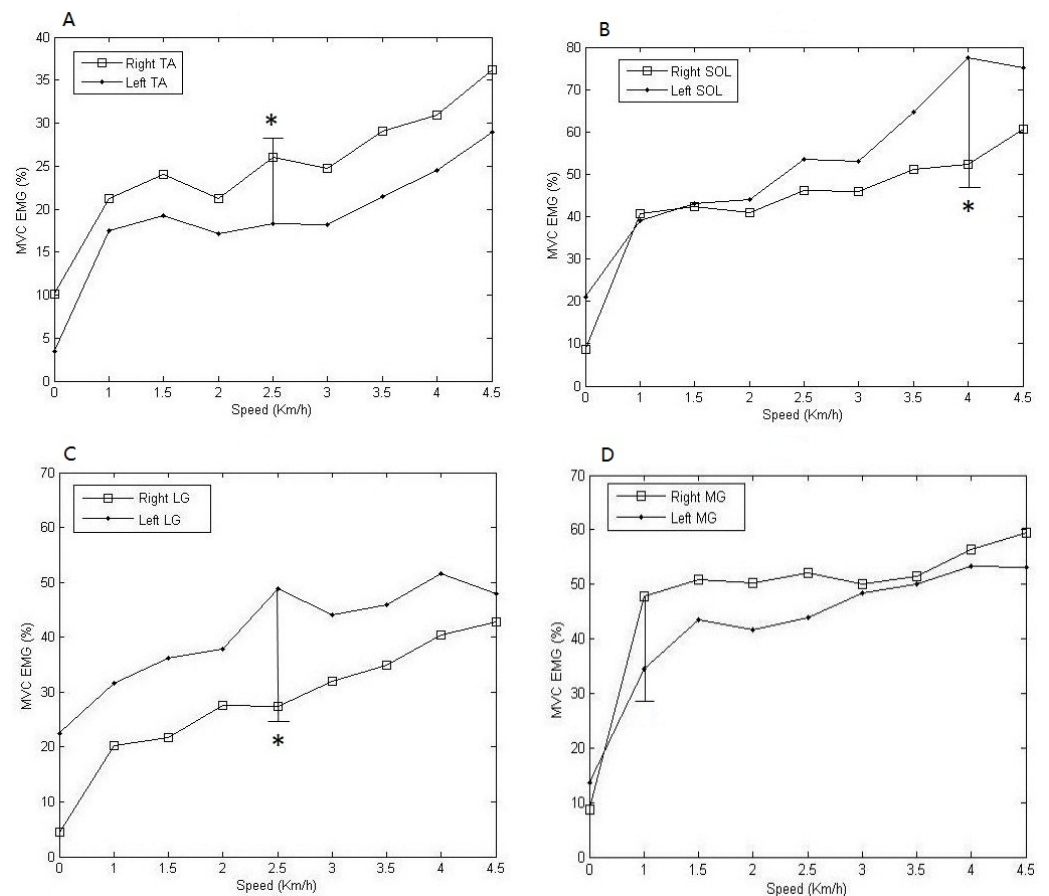 A
40
35
30
25
20
15
10
5
0
MVC EMG (%)
Right TA
Left TA
*
0 1 1.5 2 2.5 3 3.5 4 4.5
Speed (Km/h)
B
80
70
60
50
40
30
20
10
0
MVC EMG (%)
Right SOL
Left SOL
*
0 1 1.5 2 2.5 3 3.5 4 4.5
Speed (Km/h)
C
70
60
50
40
30
20
10
0
MVC EMG (%)
Right LG
Left LG
*
0 1 1.5 2 2.5 3 3.5 4 4.5
Speed (Km/h)
D
70
60
50
40
30
20
10
0
MVC EMG (%)
Right MG
Left MG
0 1 1.5 2 2.5 3 3.5 4 4.5
Speed (Km/h)